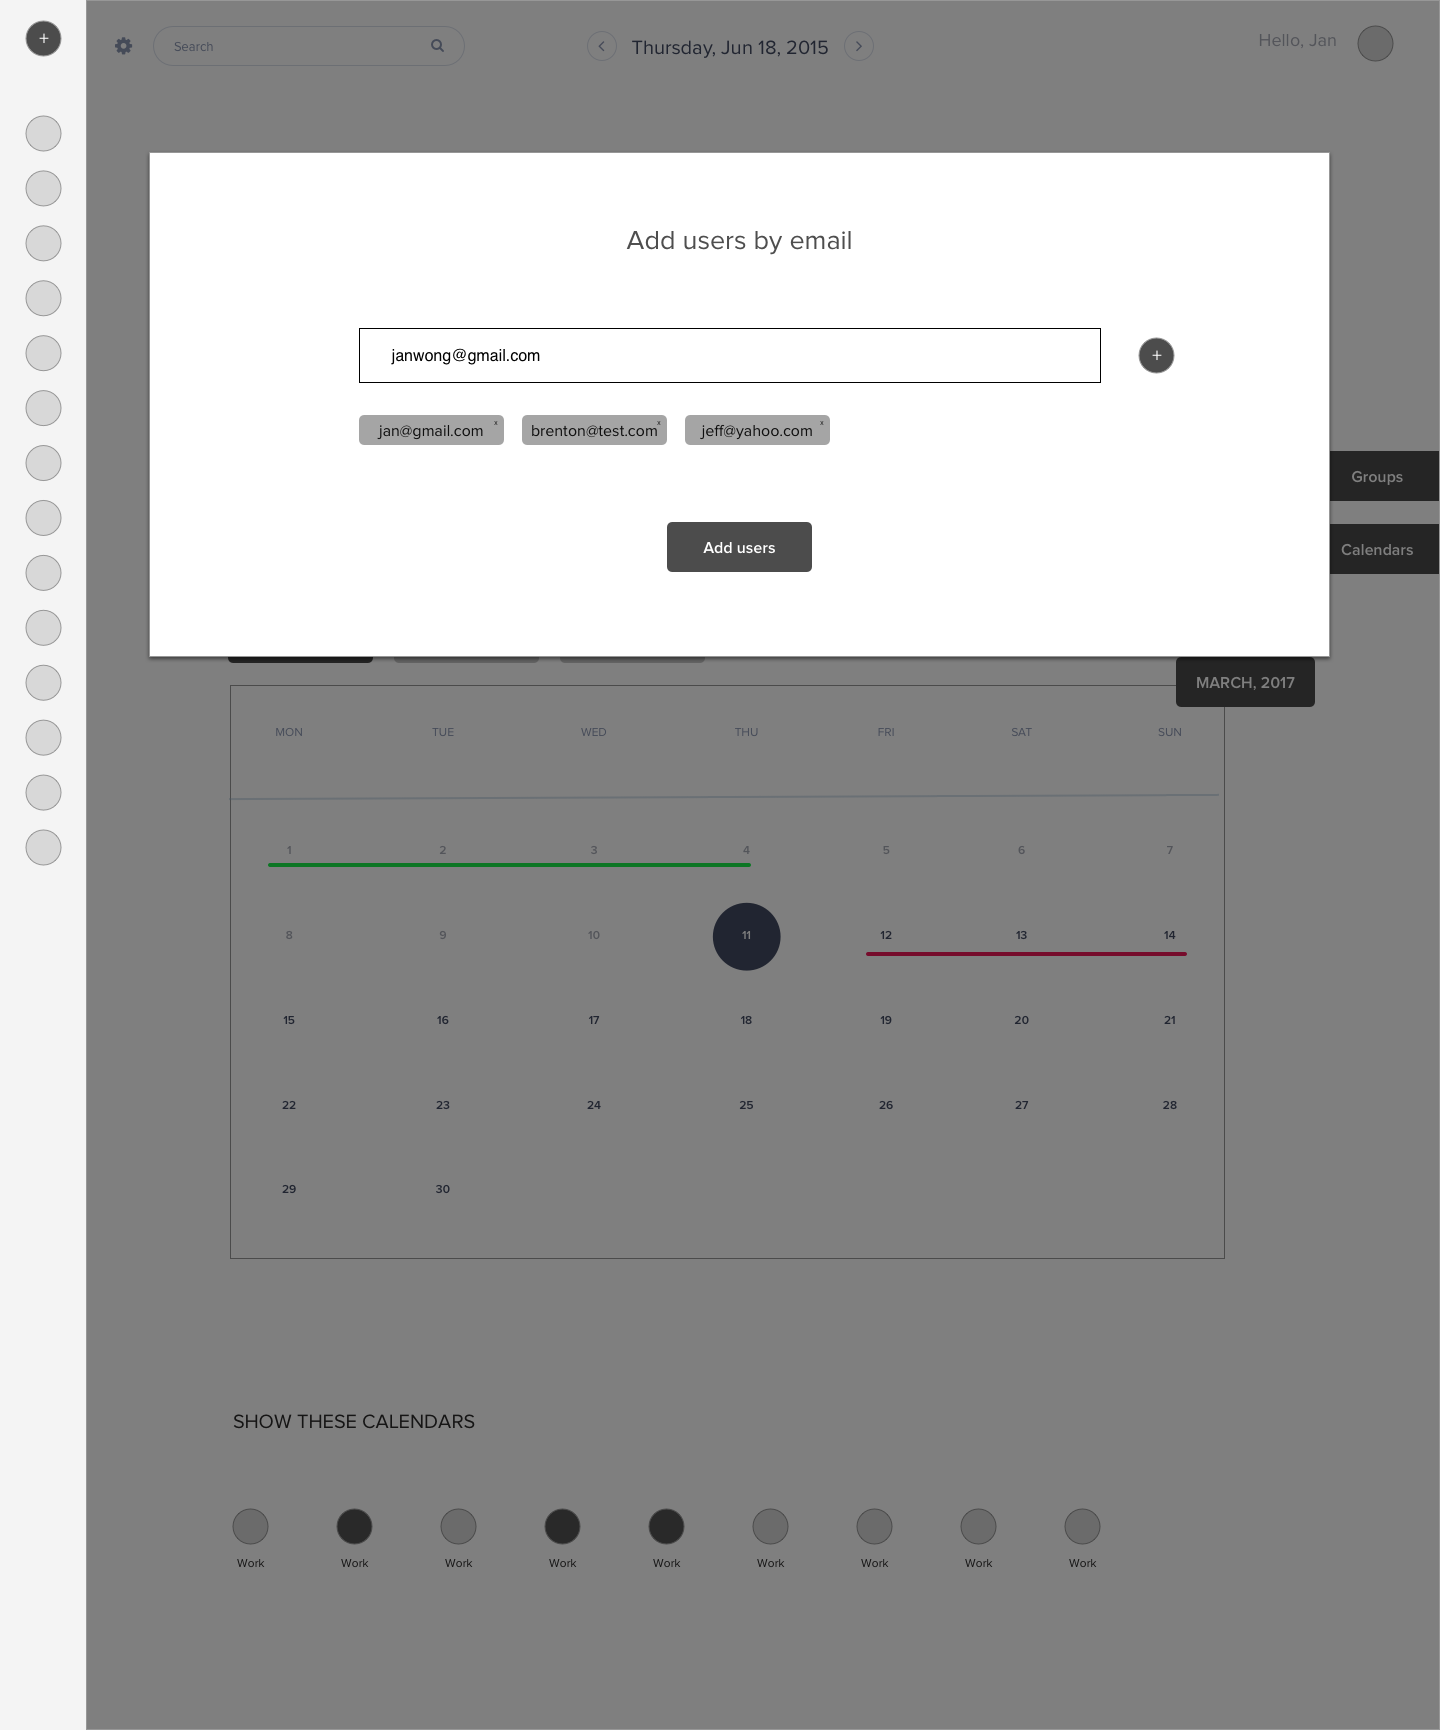 +
Search
Thursday, Jun 18, 2015
Hello, Jan
Add users by email
janwong@gmail.com
+
jan@gmail.com x
brenton@test.com x
jeff@yahoo.com x
Groups
Add users
Calendars
MARCH, 2017
MON TUE WED THU FRI SAT SUN
1 2 3 4 5 6 7
8 9 10 11 12 13 14
15 16 17 18 19 20 21
22 23 24 25 26 27 28
29 30
SHOW THESE CALENDARS
Work Work Work Work Work Work Work Work Work